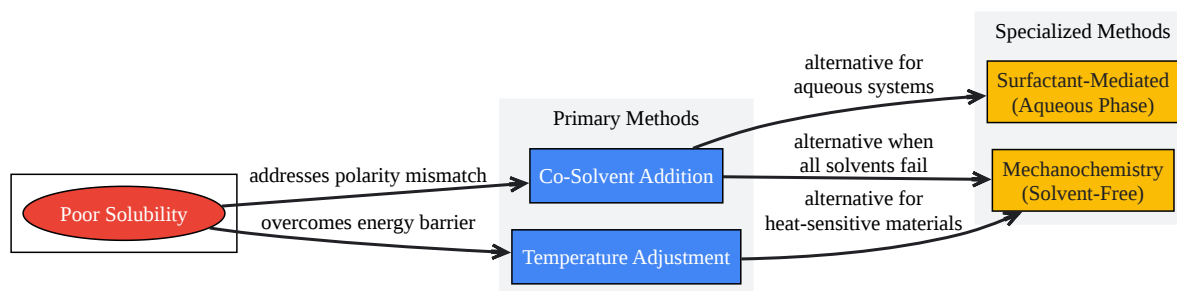 Poor Solubility
addresses polarity mismatch
overcomes energy barrier
Primary Methods
Co-Solvent Addition
Temperature Adjustment
alternative for
aqueous systems
alternative when
all solvents fail
alternative for
heat-sensitive materials
Specialized Methods
Surfactant-Mediated
(Aqueous Phase)
Mechanochemistry
(Solvent-Free)